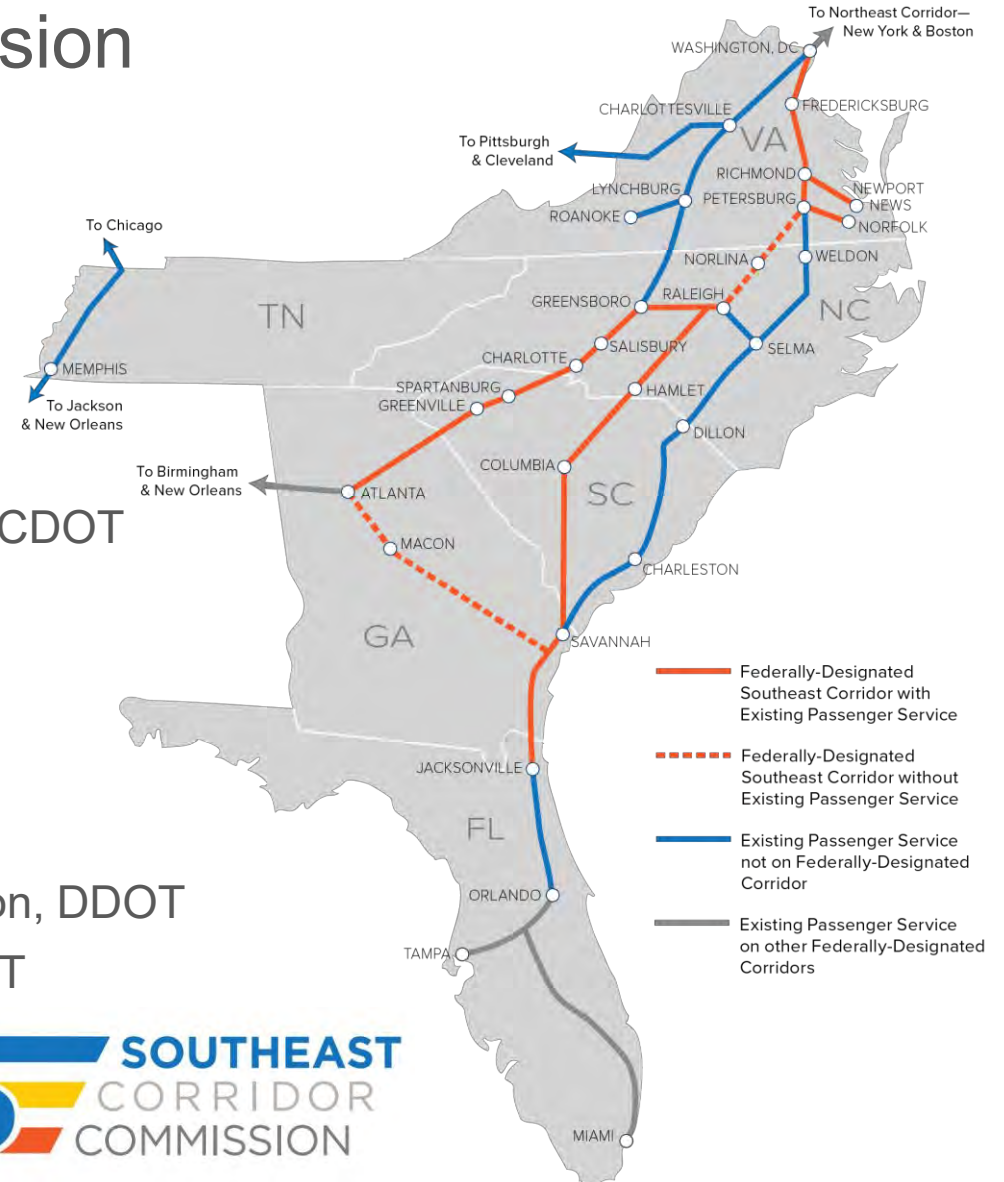 sion
To Northeast Corridor—
New York & Boston
WASHINGTON, DC
FREDERICKSBURG
CHARLOTTESVILLE
To Pittsburgh
& Cleveland
VA
RICHMOND
NEWPORT
NEWS
LYNCHBURG
PETERSBURG
ROANOKE
NORFOLK
To Chicago
NORLINA
WELDON
TN
GREENSBORO
RALEIGH
NC
SALISBURY
SELMA
CHARLOTTE
MEMPHIS
SPARTANBURG
HAMLET
To Jackson
& New Orleans
GREENVILLE
DILLON
To Birmingham
& New Orleans
COLUMBIA
ATLANTA
SC
CDOT
MACON
CHARLESTON
GA
SAVANNAH
Federally-Designated
Southeast Corridor with
Existing Passenger Service
Federally-Designated
Southeast Corridor without
Existing Passenger Service
JACKSONVILLE
FL
Existing Passenger Service
not on Federally-Designated
Corridor
ORLANDO
on, DDOT
Existing Passenger Service
on other Federally-Designated
Corridors
TAMPA
T
SOUTHEAST
CORRIDOR
COMMISSION
MIAMI